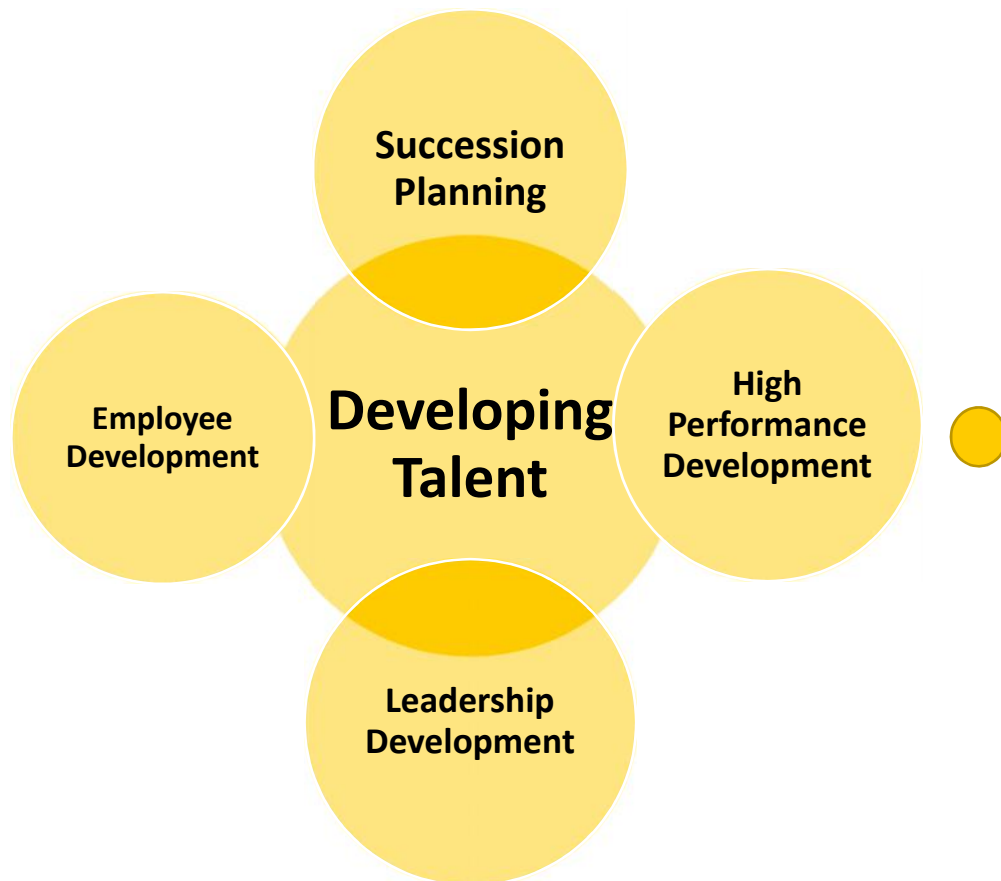 Succession
Planning
Employee
Development
Developing
Talent
High
Performance
Development
Leadership
Development